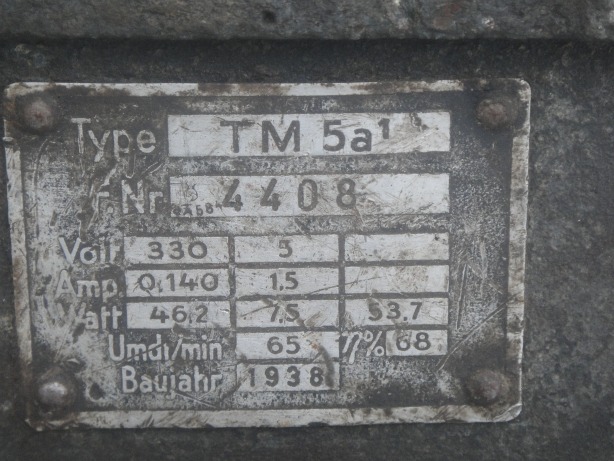 Type TM 5a¹
F. Nr 4408
Volt 330 5
Amp 0,140 1,5
Watt 46,2 7,5 53,7
Umdr/min 65 η% 68
Baujahr 1938